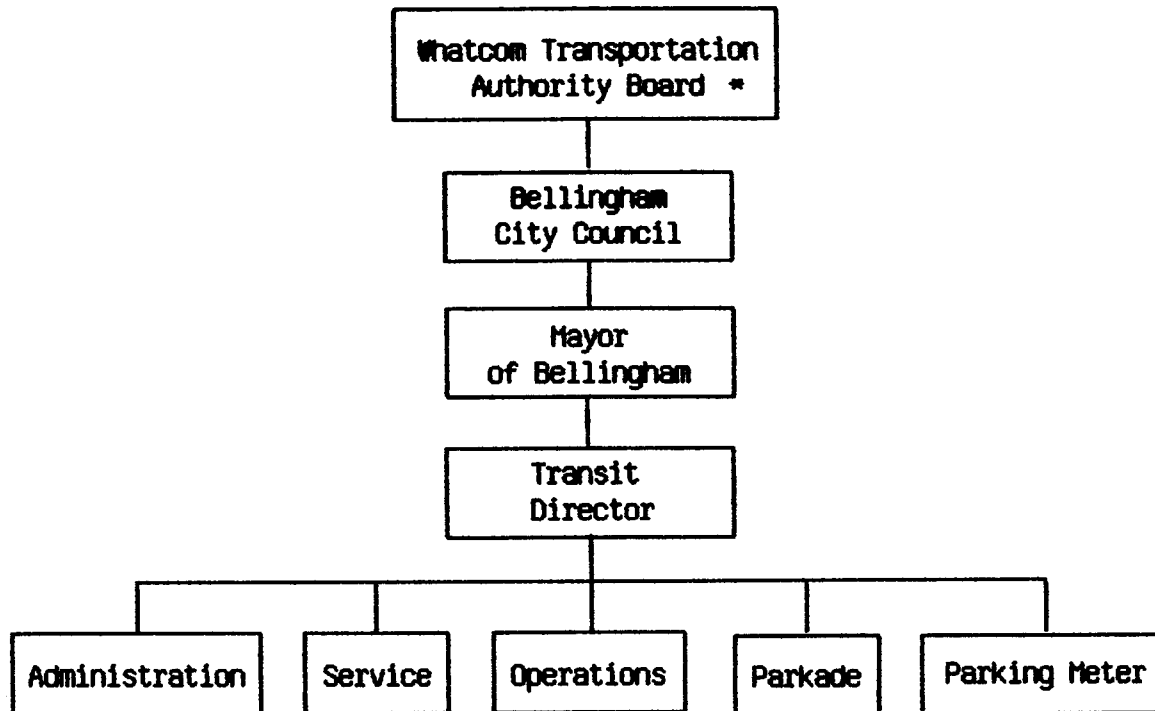 Whatcom Transportation
Authority Board *
Bellingham
City Council
Mayor
of Bellingham
Transit
Director
Administration
Service
Operations
Parkade
Parking Meter